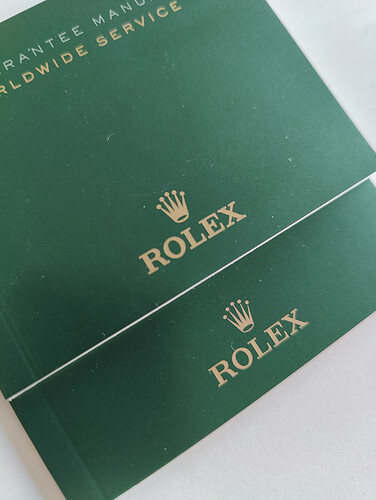 RANTEE MANU
RLDWIDE SERVICE
ROLEX
ROLEX